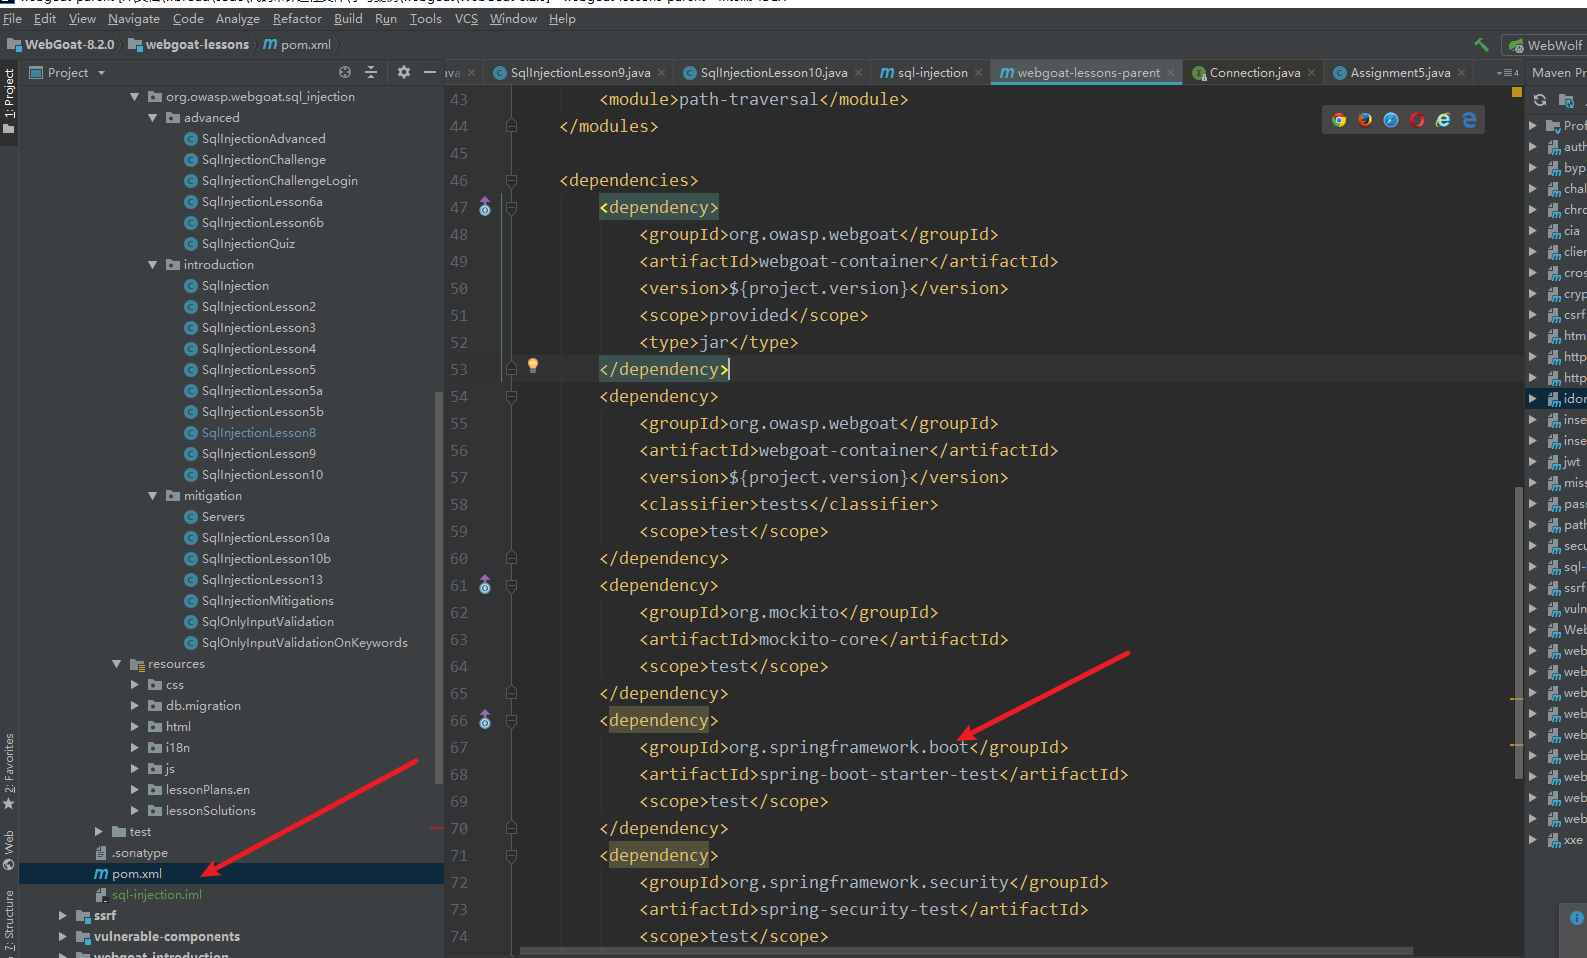 File Edit View Navigate Code Analyze Refactor Build Run Tools VCS Window Help
WebGoat-8.2.0 webgoat-lessons pom.xml WebWolf
Project SqlInjectionLesson9.java SqlInjectionLesson10.java sql-injection webgoat-lessons-parent Connection.java Assignment5.java Maven
1: Project
2: Favorites
Web
7: Structure
org.owasp.webgoat.sql_injection
advanced
SqlInjectionAdvanced
SqlInjectionChallenge
SqlInjectionChallengeLogin
SqlInjectionLesson6a
SqlInjectionLesson6b
SqlInjectionQuiz
introduction
SqlInjection
SqlInjectionLesson2
SqlInjectionLesson3
SqlInjectionLesson4
SqlInjectionLesson5
SqlInjectionLesson5a
SqlInjectionLesson5b
SqlInjectionLesson8
SqlInjectionLesson9
SqlInjectionLesson10
mitigation
Servers
SqlInjectionLesson10a
SqlInjectionLesson10b
SqlInjectionLesson13
SqlInjectionMitigations
SqlOnlyInputValidation
SqlOnlyInputValidationOnKeywords
resources
css
db.migration
html
i18n
js
lessonPlans.en
lessonSolutions
test
.sonatype
pom.xml
sql-injection.iml
ssrf
vulnerable-components
webgoat_introduction
43 <module>path-traversal</module>
44 </modules>
45
46 <dependencies>
47 <dependency>
48 <groupId>org.owasp.webgoat</groupId>
49 <artifactId>webgoat-container</artifactId>
50 <version>${project.version}</version>
51 <scope>provided</scope>
52 <type>jar</type>
53 </dependency>
54 <dependency>
55 <groupId>org.owasp.webgoat</groupId>
56 <artifactId>webgoat-container</artifactId>
57 <version>${project.version}</version>
58 <classifier>tests</classifier>
59 <scope>test</scope>
60 </dependency>
61 <dependency>
62 <groupId>org.mockito</groupId>
63 <artifactId>mockito-core</artifactId>
64 <scope>test</scope>
65 </dependency>
66 <dependency>
67 <groupId>org.springframework.boot</groupId>
68 <artifactId>spring-boot-starter-test</artifactId>
69 <scope>test</scope>
70 </dependency>
71 <dependency>
72 <groupId>org.springframework.security</groupId>
73 <artifactId>spring-security-test</artifactId>
74 <scope>test</scope>
Prof
auth
byp
chal
chro
cia
clien
cros
cryp
csrf
htm
http
http
idor
inse
inse
jwt
miss
pass
path
secu
sql-
ssrf
vuln
Web
web
web
web
web
web
web
web
web
web
xxe